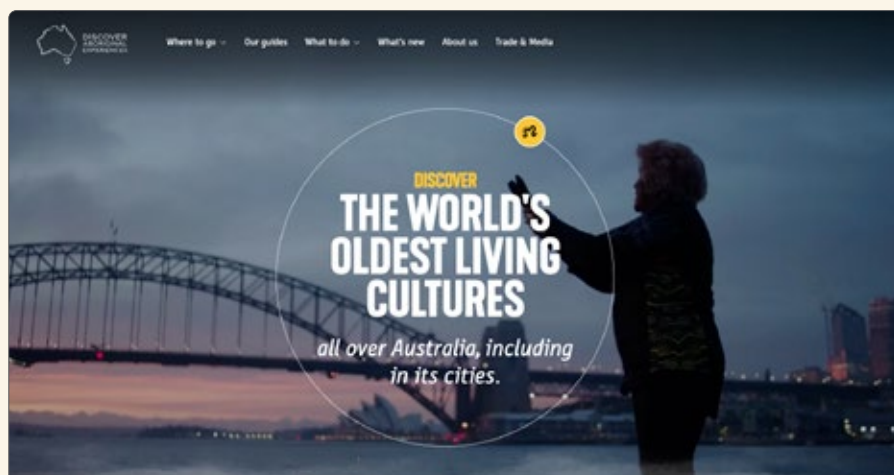 DISCOVER
ABORIGINAL
EXPERIENCES
Where to go
Our guides
What to do
What's new
About us
Trade & Media
DISCOVER
THE WORLD'S
OLDEST LIVING
CULTURES
all over Australia, including
in its cities.